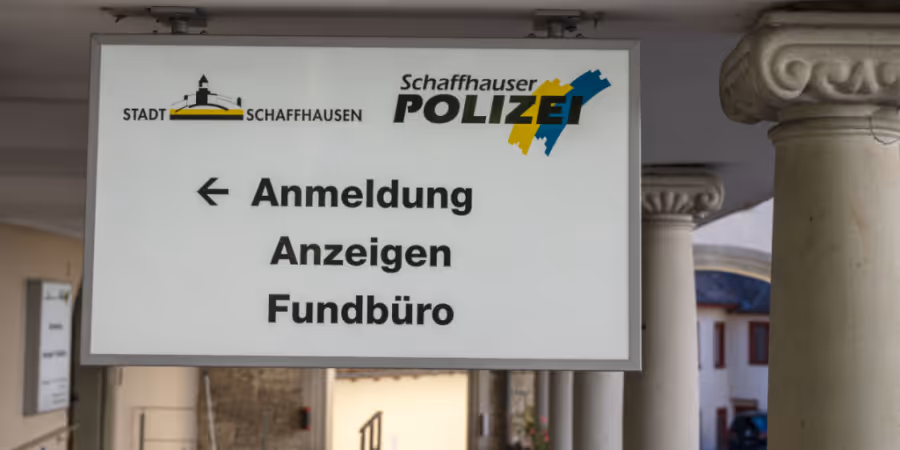 STADT SCHAFFHAUSEN
Schaffhauser
POLIZEI
← Anmeldung
Anzeigen
Fundbüro